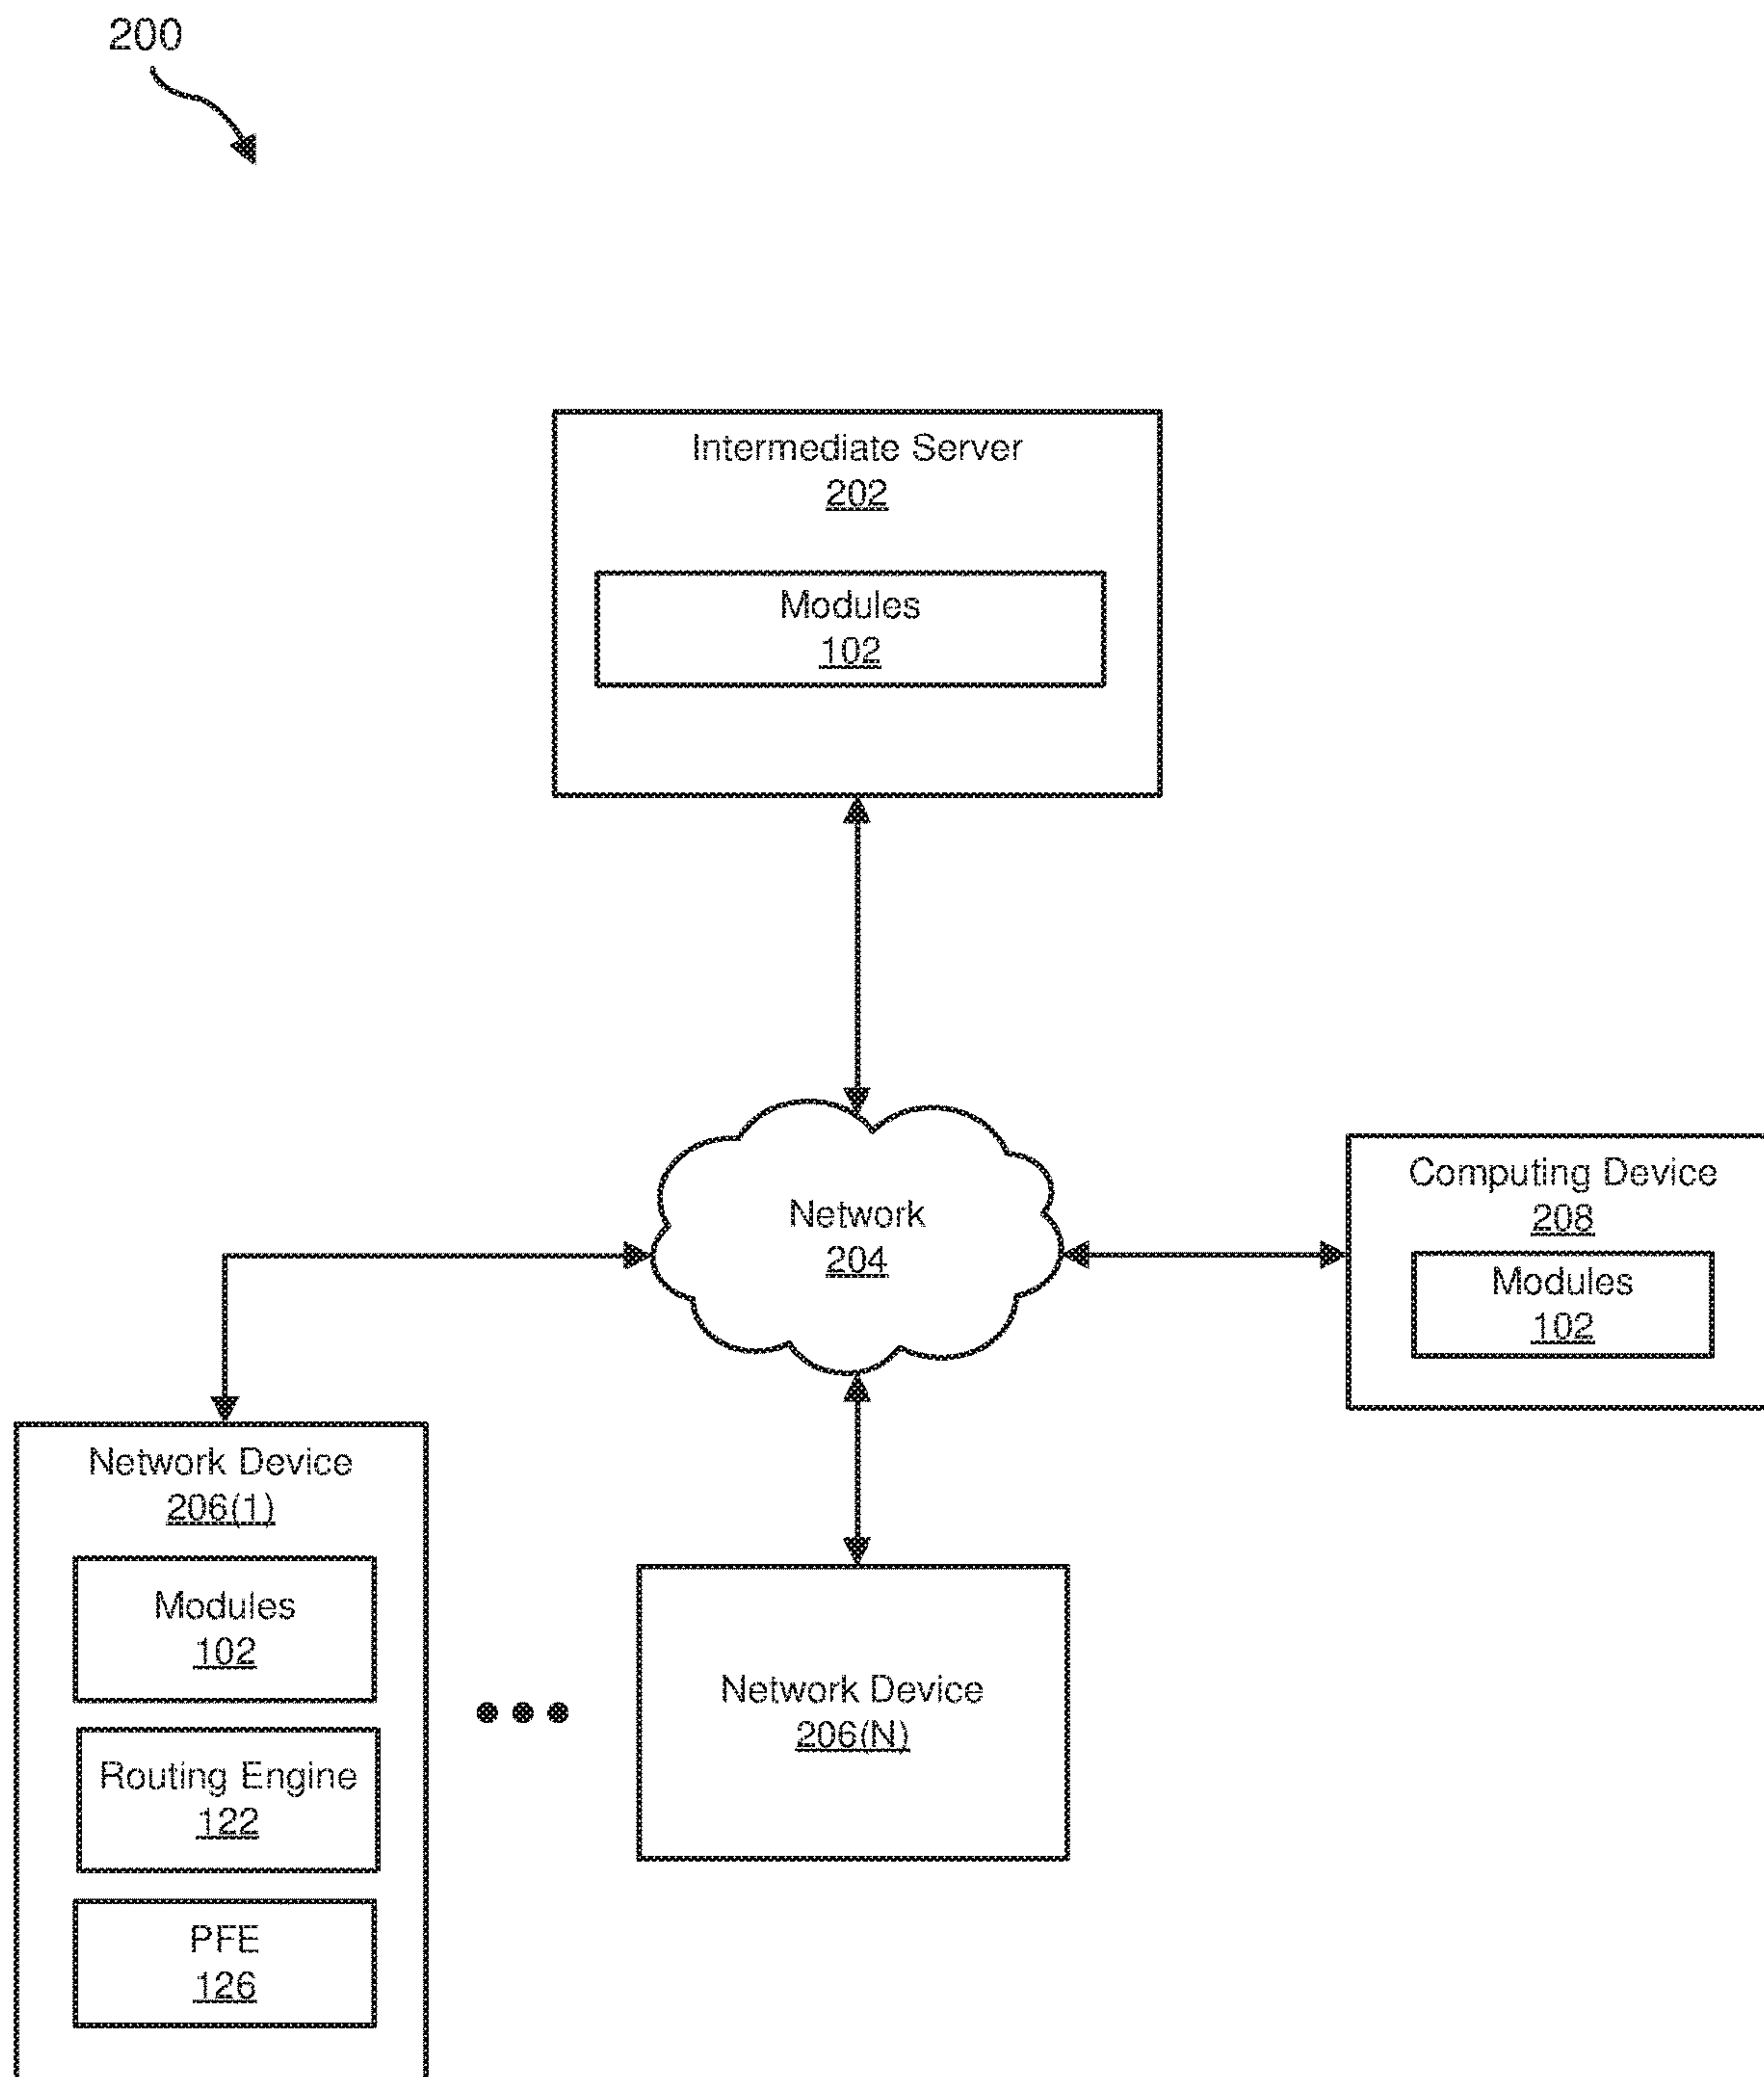 200
Intermediate Server
202
Modules
102
Network
204
Computing Device
208
Modules
102
Network Device
206(1)
Modules
102
Routing Engine
122
PFE
126
Network Device
206(N)